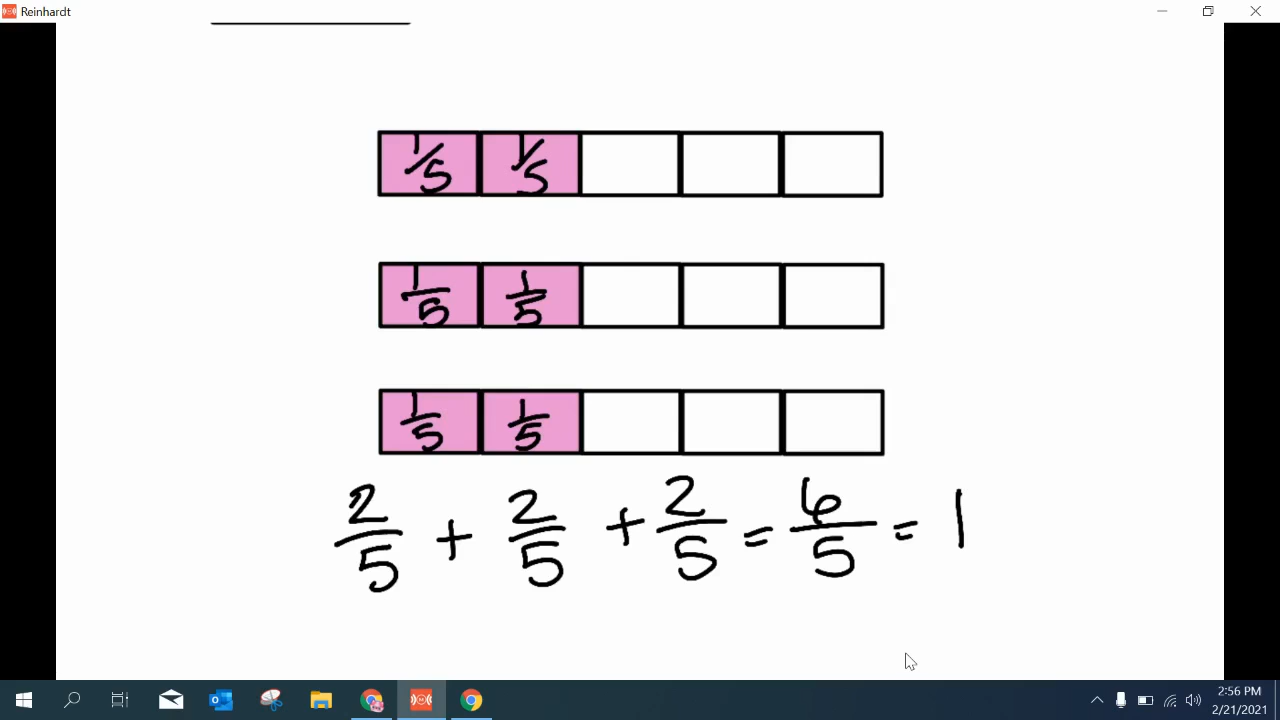 Reinhardt
1/5 1/5
1/5 1/5
1/5 1/5
2/5 + 2/5 + 2/5 = 6/5 = 1
2:56 PM
2/21/2021